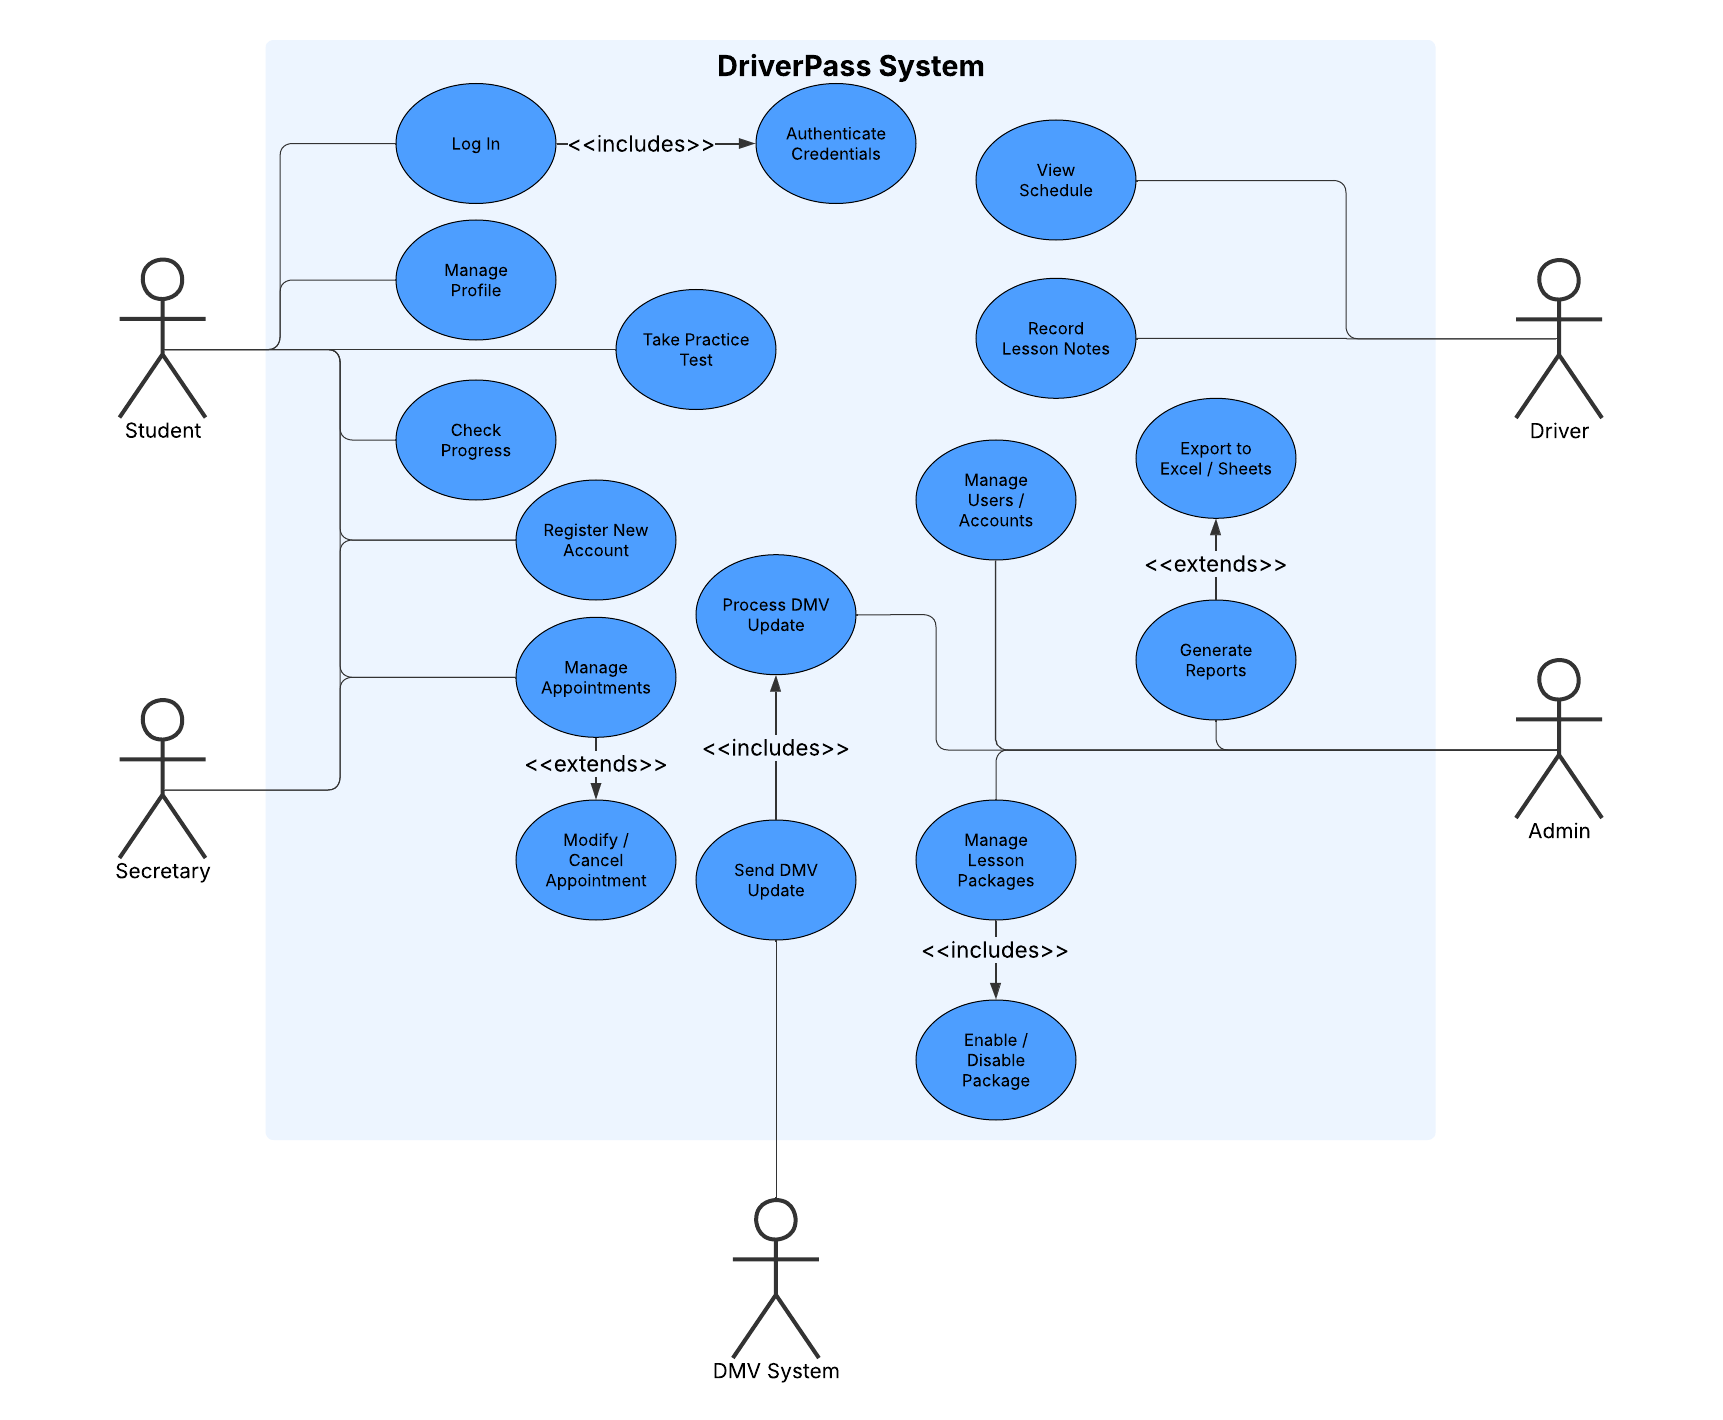 DriverPass System
Log In
<<includes>>
Authenticate
Credentials
View
Schedule
Manage
Profile
Take Practice
Test
Record
Lesson Notes
Student
Driver
Check
Progress
Export to
Excel / Sheets
Manage
Users /
Accounts
Register New
Account
<<extends>>
Process DMV
Update
Generate
Reports
Manage
Appointments
<<includes>>
<<extends>>
Admin
Secretary
Modify /
Cancel
Appointment
Send DMV
Update
Manage
Lesson
Packages
<<includes>>
Enable /
Disable
Package
DMV System